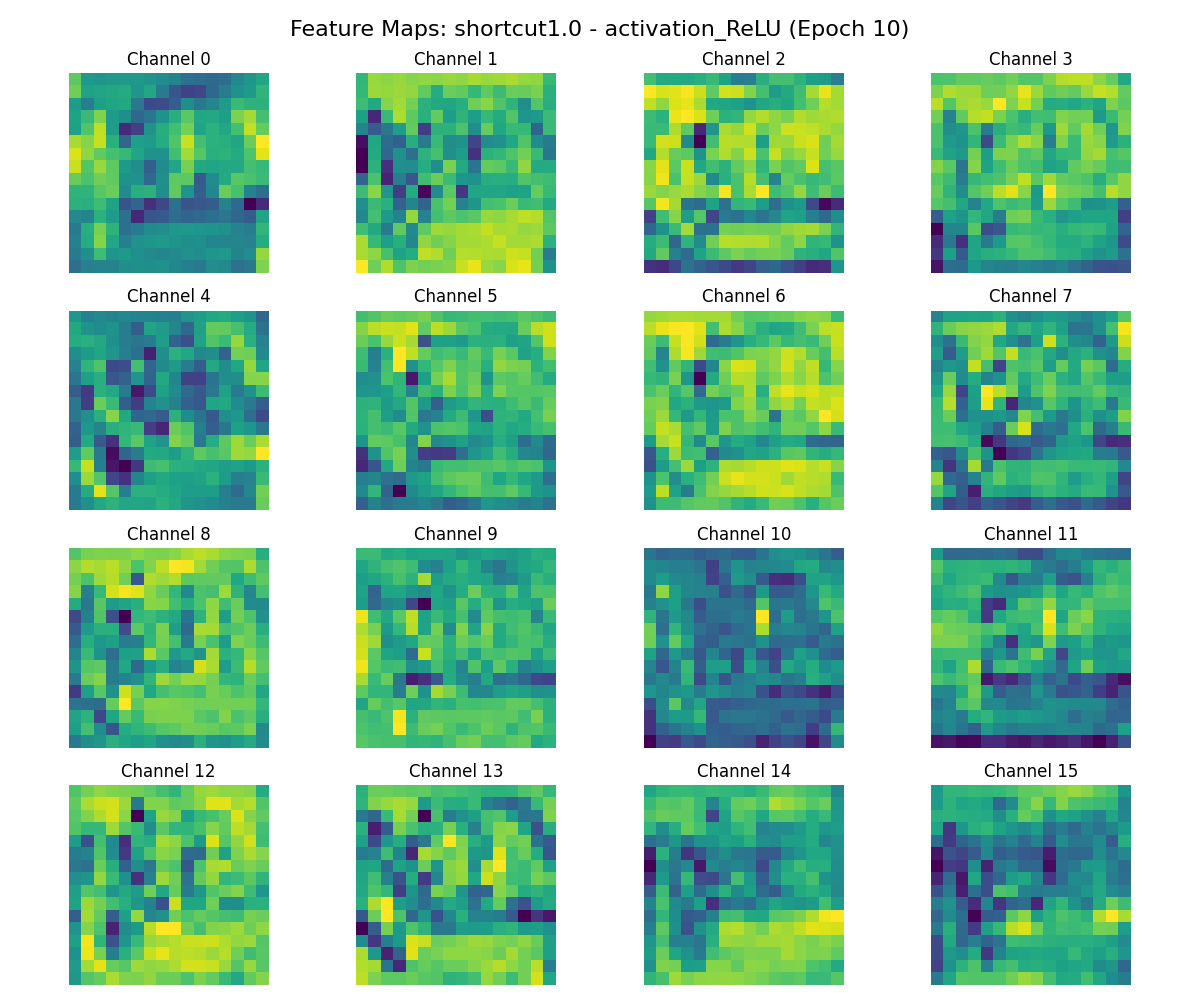 Feature Maps: shortcut1.0 - activation_ReLU (Epoch 10)
Channel 0 Channel 1 Channel 2 Channel 3
Channel 4 Channel 5 Channel 6 Channel 7
Channel 8 Channel 9 Channel 10 Channel 11
Channel 12 Channel 13 Channel 14 Channel 15